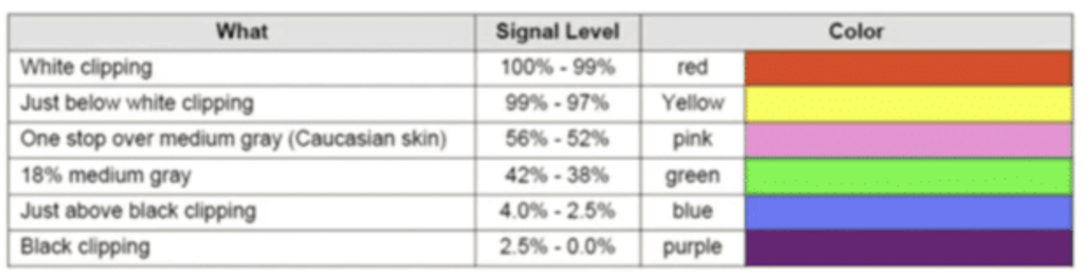 What Signal Level Color
White clipping 100% - 99% red
Just below white clipping 99% - 97% Yellow
One stop over medium gray (Caucasian skin) 56% - 52% pink
18% medium gray 42% - 38% green
Just above black clipping 4.0% - 2.5% blue
Black clipping 2.5% - 0.0% purple